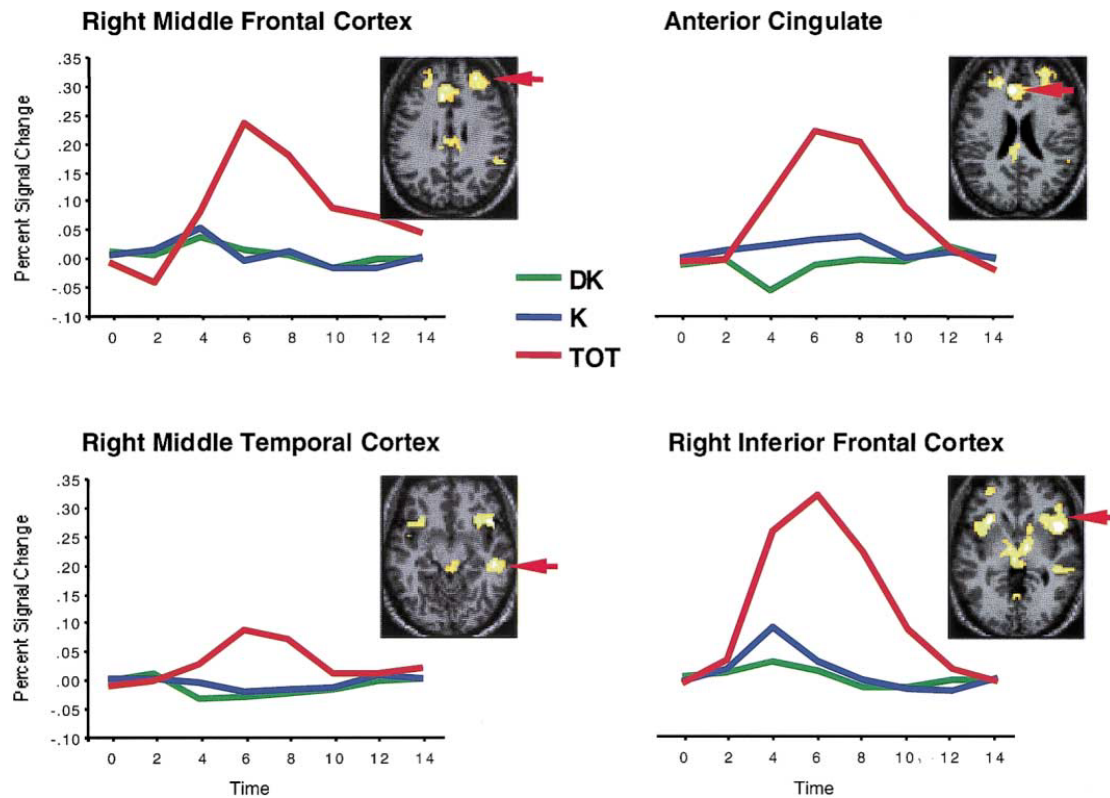 Right Middle Frontal Cortex
Anterior Cingulate
Percent Signal Change
.35
.30
.25
.20
.15
.10
.05
.00
-.05
-.10
0 2 4 6 8 10 12 14
0 2 4 6 8 10 12 14
DK
K
TOT
Right Middle Temporal Cortex
Right Inferior Frontal Cortex
Percent Signal Change
.35
.30
.25
.20
.15
.10
.05
.00
-.05
-.10
0 2 4 6 8 10 12 14
0 2 4 6 8 10 12 14
Time
Time